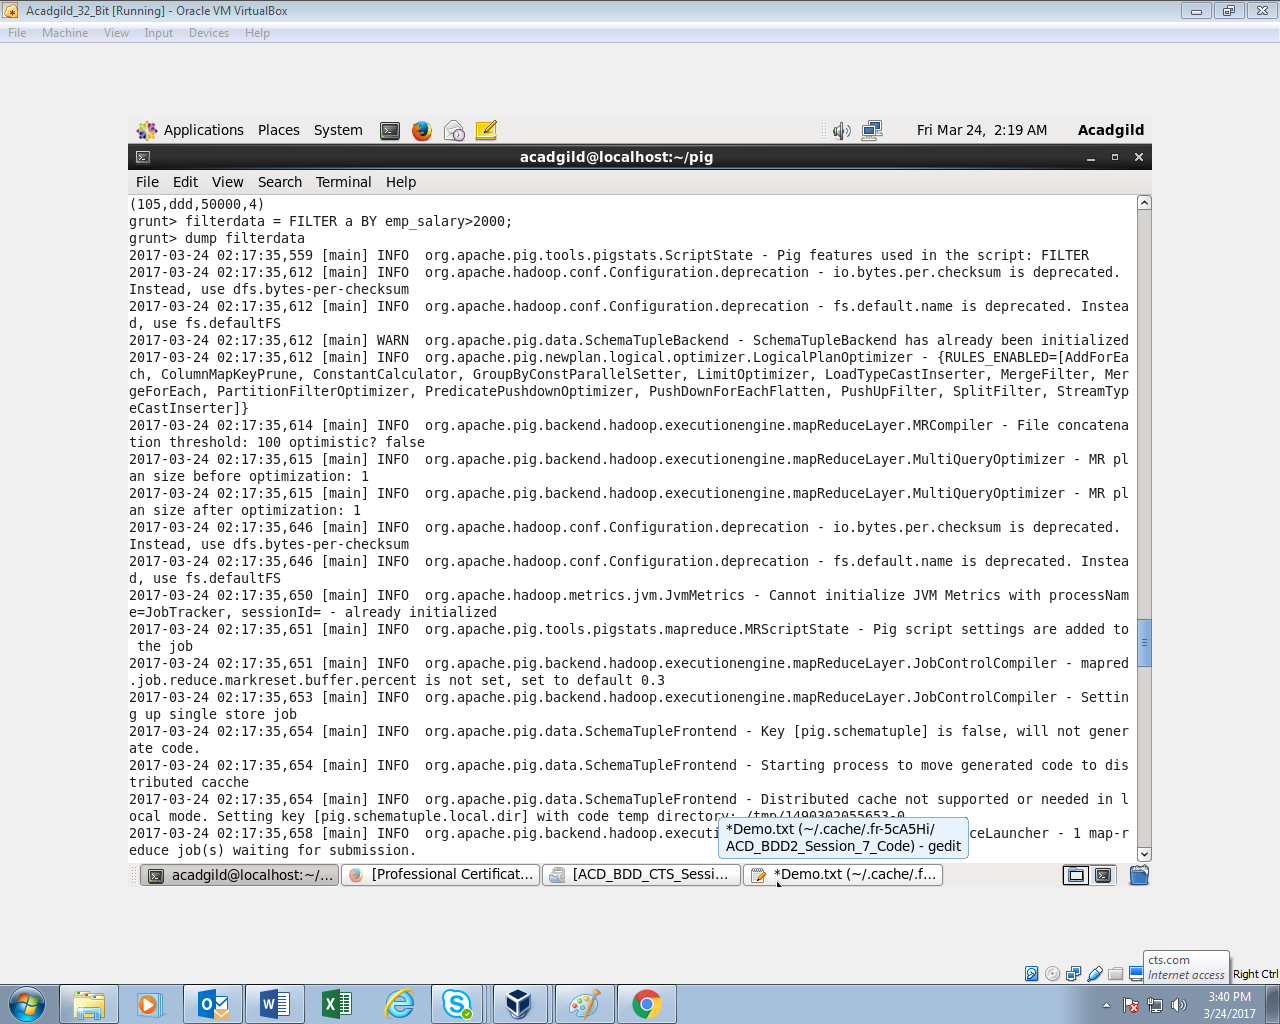 Acadgild_32_Bit [Running] - Oracle VM VirtualBox
File Machine View Input Devices Help
Applications Places System Fri Mar 24, 2:19 AM Acadgild
acadgild@localhost:~/pig
File Edit View Search Terminal Help
(105,ddd,50000,4)
grunt> filterdata = FILTER a BY emp_salary>2000;
grunt> dump filterdata
2017-03-24 02:17:35,559 [main] INFO  org.apache.pig.tools.pigstats.ScriptState - Pig features used in the script: FILTER
2017-03-24 02:17:35,612 [main] INFO  org.apache.hadoop.conf.Configuration.deprecation - io.bytes.per.checksum is deprecated.
Instead, use dfs.bytes-per-checksum
2017-03-24 02:17:35,612 [main] INFO  org.apache.hadoop.conf.Configuration.deprecation - fs.default.name is deprecated. Instea
d, use fs.defaultFS
2017-03-24 02:17:35,612 [main] WARN  org.apache.pig.data.SchemaTupleBackend - SchemaTupleBackend has already been initialized
2017-03-24 02:17:35,612 [main] INFO  org.apache.pig.newplan.logical.optimizer.LogicalPlanOptimizer - {RULES_ENABLED=[AddForEa
ch, ColumnMapKeyPrune, ConstantCalculator, GroupByConstParallelSetter, LimitOptimizer, LoadTypeCastInserter, MergeFilter, Mer
geForEach, PartitionFilterOptimizer, PredicatePushdownOptimizer, PushDownForEachFlatten, PushUpFilter, SplitFilter, StreamTyp
eCastInserter]}
2017-03-24 02:17:35,614 [main] INFO  org.apache.pig.backend.hadoop.executionengine.mapReduceLayer.MRCompiler - File concatena
tion threshold: 100 optimistic? false
2017-03-24 02:17:35,615 [main] INFO  org.apache.pig.backend.hadoop.executionengine.mapReduceLayer.MultiQueryOptimizer - MR pl
an size before optimization: 1
2017-03-24 02:17:35,615 [main] INFO  org.apache.pig.backend.hadoop.executionengine.mapReduceLayer.MultiQueryOptimizer - MR pl
an size after optimization: 1
2017-03-24 02:17:35,646 [main] INFO  org.apache.hadoop.conf.Configuration.deprecation - io.bytes.per.checksum is deprecated.
Instead, use dfs.bytes-per-checksum
2017-03-24 02:17:35,646 [main] INFO  org.apache.hadoop.conf.Configuration.deprecation - fs.default.name is deprecated. Instea
d, use fs.defaultFS
2017-03-24 02:17:35,650 [main] INFO  org.apache.hadoop.metrics.jvm.JvmMetrics - Cannot initialize JVM Metrics with processNam
e=JobTracker, sessionId= - already initialized
2017-03-24 02:17:35,651 [main] INFO  org.apache.pig.tools.pigstats.mapreduce.MRScriptState - Pig script settings are added to
the job
2017-03-24 02:17:35,651 [main] INFO  org.apache.pig.backend.hadoop.executionengine.mapReduceLayer.JobControlCompiler - mapred
.job.reduce.markreset.buffer.percent is not set, set to default 0.3
2017-03-24 02:17:35,653 [main] INFO  org.apache.pig.backend.hadoop.executionengine.mapReduceLayer.JobControlCompiler - Settin
g up single store job
2017-03-24 02:17:35,654 [main] INFO  org.apache.pig.data.SchemaTupleFrontend - Key [pig.schematuple] is false, will not gener
ate code.
2017-03-24 02:17:35,654 [main] INFO  org.apache.pig.data.SchemaTupleFrontend - Starting process to move generated code to dis
tributed cacche
2017-03-24 02:17:35,654 [main] INFO  org.apache.pig.data.SchemaTupleFrontend - Distributed cache not supported or needed in l
ocal mode. Setting key [pig.schematuple.local.dir] with code temp directory: /tmp/1490302055653-0
2017-03-24 02:17:35,658 [main] INFO  org.apache.pig.backend.hadoop.executi ceLauncher - 1 map-r
educe job(s) waiting for submission.
*Demo.txt (~/.cache/.fr-5cA5Hi/
ACD_BDD2_Session_7_Code) - gedit
acadgild@localhost:~/... [Professional Certificat... [ACD_BDD_CTS_Sessi... *Demo.txt (~/.cache/.f...
cts.com
Internet access
Right Ctrl
3:40 PM
3/24/2017